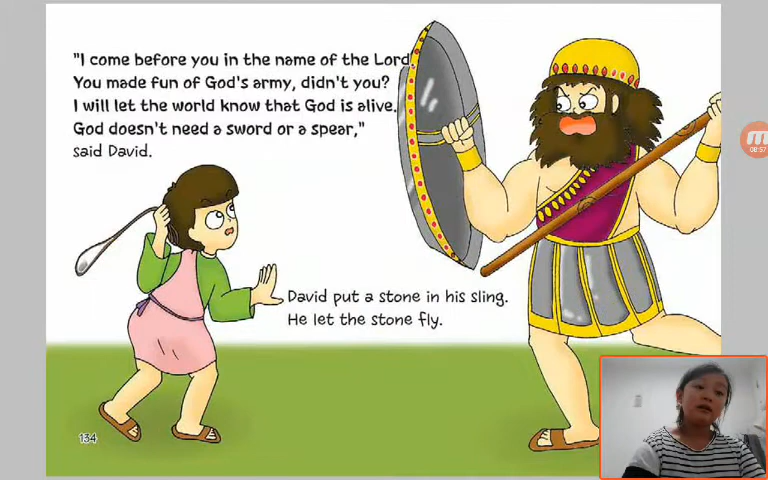 "I come before you in the name of the Lord.
You made fun of God's army, didn't you?
I will let the world know that God is alive.
God doesn't need a sword or a spear,"
said David.
David put a stone in his sling.
He let the stone fly.
134
08:57